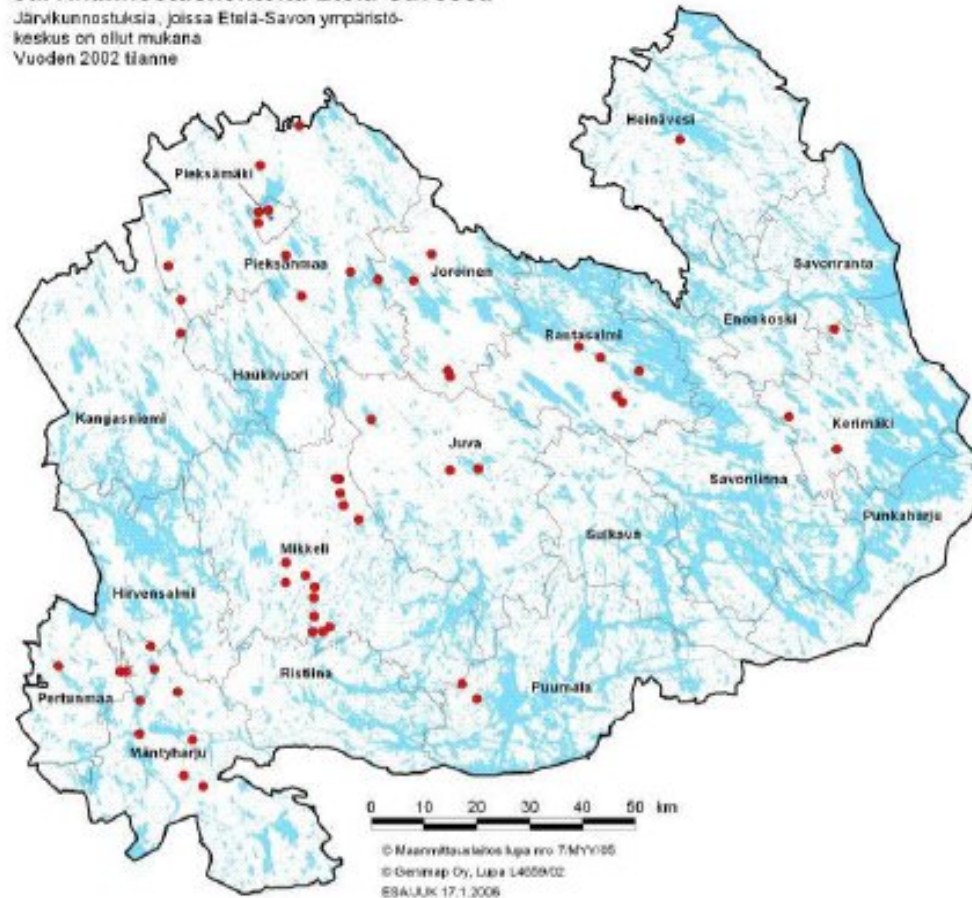 Järvikunnostuksia, joissa Etelä-Savon ympäristö-
keskus on ollut mukana
Vuoden 2002 tilanne
Heinävesi
Pieksämäki
Pieksänmaa
Joroinen
Savonranta
Enonkoski
Rantasalmi
Haukivuori
Kangasniemi
Juva
Kerimäki
Savonlinna
Punkaharju
Sulkava
Mikkeli
Hirvensalmi
Ristiina
Pertunmaa
Puumala
Mäntyharju
0 10 20 30 40 50 km
© Maanmittauslaitos lupa nro 7/MYY/05
© Genimap Oy, Lupa L4659/02
ESA/JUK 17.1.2006